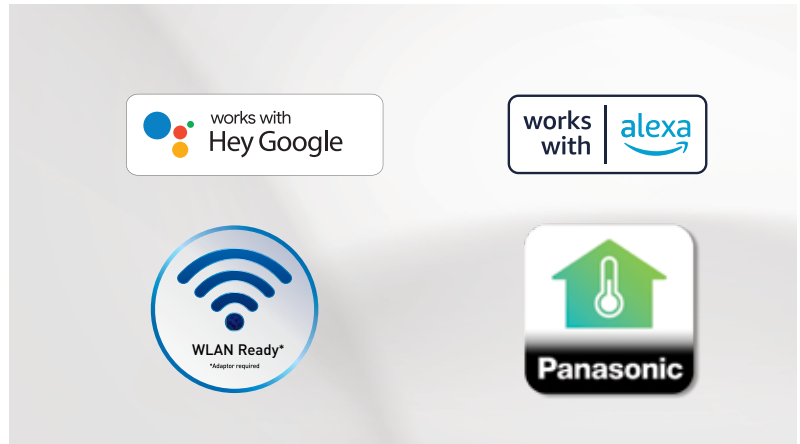 works with
Hey Google
works
with
alexa
WLAN Ready*
*Adaptor required
Panasonic